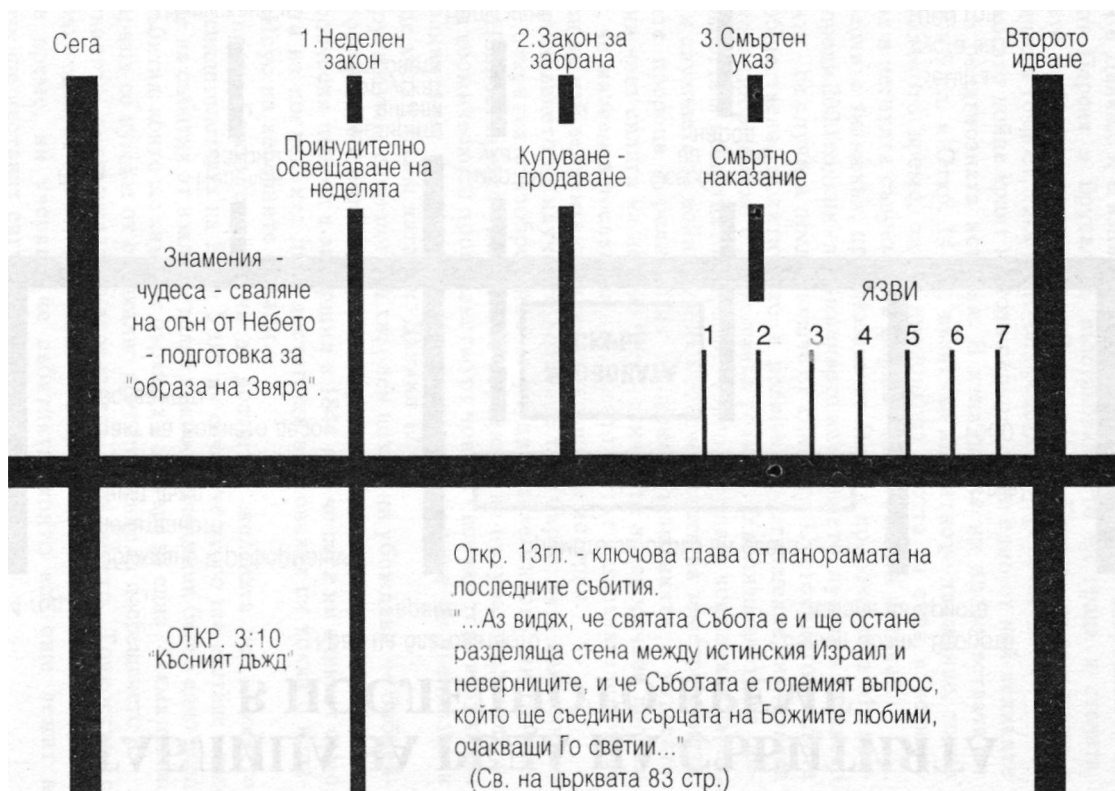 Сега
1.Неделен
закон
2.Закон за
забрана
3.Смъртен
указ
Второто
идване
Принудително
освещаване на
неделята
Купуване -
продаване
Смъртно
наказание
Знамения -
чудеса - сваляне
на огън от Небето
- подготовка за
"образа на Звяра".
ЯЗВИ
1 2 3 4 5 6 7
ОТКР. 3:10
"Късният дъжд"
Откр. 13гл. - ключова глава от панорамата на
последните събития.
"...Аз видях, че святата Събота е и ще остане
разделяща стена между истинския Израил и
неверниците, и че Съботата е големият въпрос,
който ще съедини сърцата на Божиите любими,
очакващи Го светии..."
(Св. на църквата 83 стр.)